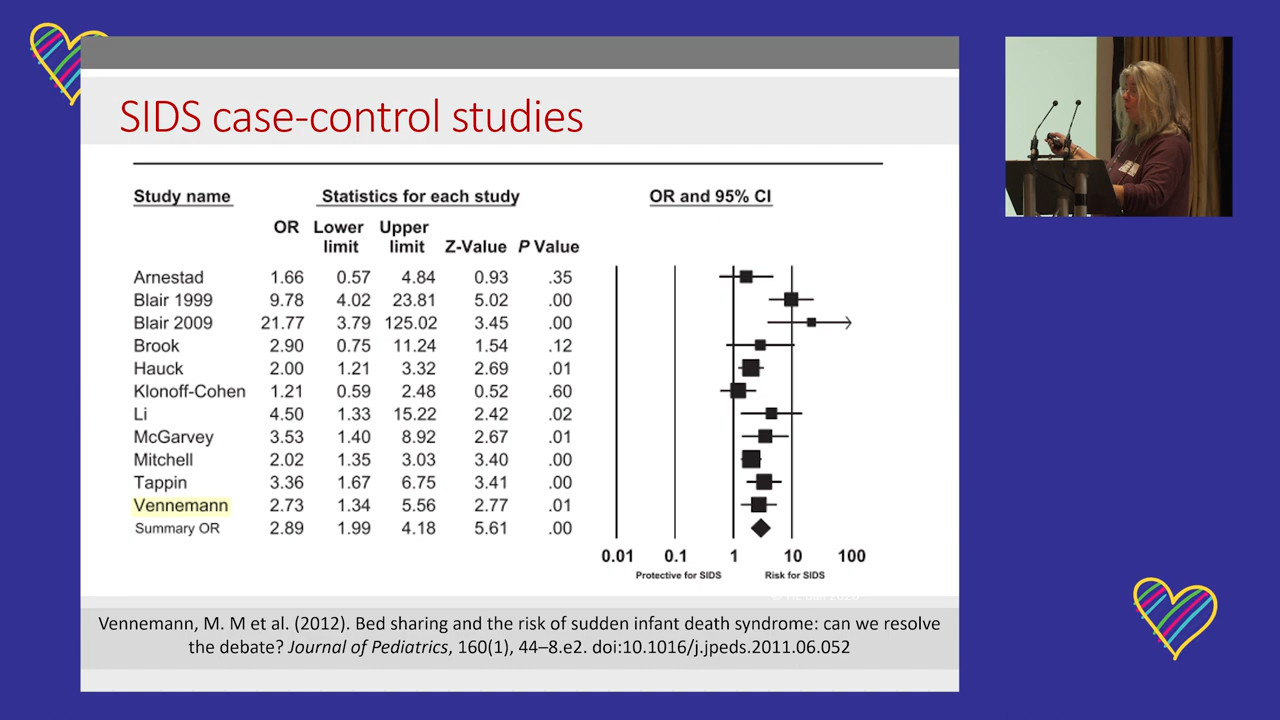 SIDS case-control studies
Study name Statistics for each study OR and 95% CI
OR Lower limit Upper limit Z-Value P Value
Arnestad 1.66 0.57 4.84 0.93 .35
Blair 1999 9.78 4.02 23.81 5.02 .00
Blair 2009 21.77 3.79 125.02 3.45 .00
Brook 2.90 0.75 11.24 1.54 .12
Hauck 2.00 1.21 3.32 2.69 .01
Klonoff-Cohen 1.21 0.59 2.48 0.52 .60
Li 4.50 1.33 15.22 2.42 .02
McGarvey 3.53 1.40 8.92 2.67 .01
Mitchell 2.02 1.35 3.03 3.40 .00
Tappin 3.36 1.67 6.75 3.41 .00
Vennemann 2.73 1.34 5.56 2.77 .01
Summary OR 2.89 1.99 4.18 5.61 .00
0.01 0.1 1 10 100
Protective for SIDS Risk for SIDS
Vennemann, M. M et al. (2012). Bed sharing and the risk of sudden infant death syndrome: can we resolve
the debate? Journal of Pediatrics, 160(1), 44–8.e2. doi:10.1016/j.jpeds.2011.06.052